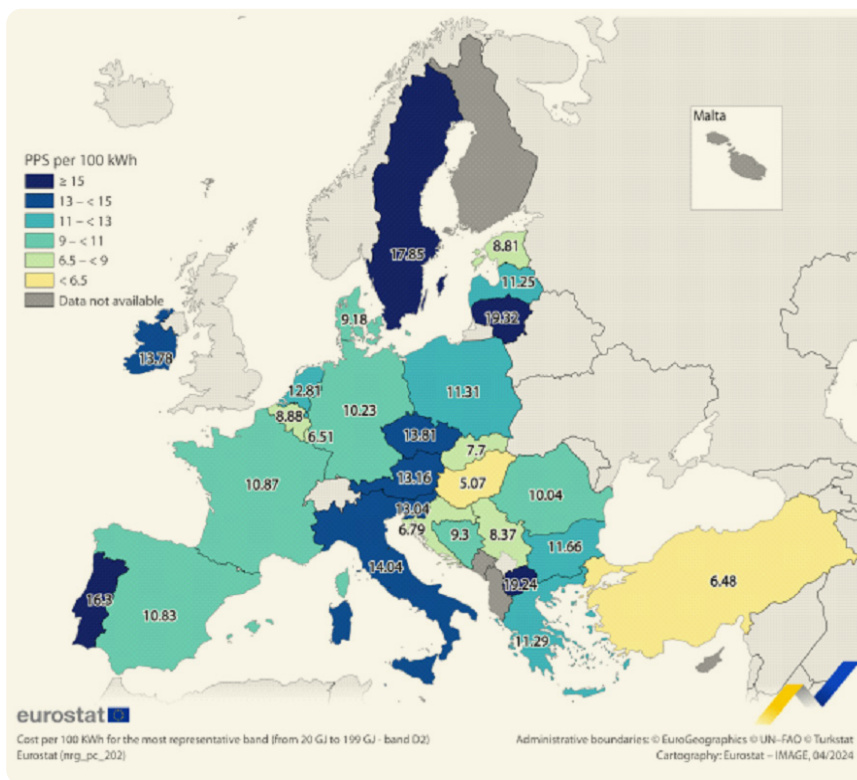 Malta
PPS per 100 kWh
≥ 15
13 – < 15
11 – < 13
9 – < 11
6.5 – < 9
< 6.5
Data not available
17.85
8.81
11.25
19.32
9.18
13.78
12.81
11.31
10.23
8.88
6.51
13.81
7.7
10.87
13.16
5.07
10.04
13.04
6.79
9.3
8.37
11.66
14.04
19.24
6.48
16.3
10.83
11.29
eurostat
Cost per 100 KWh for the most representative band (from 20 GJ to 199 GJ - band D2)
Eurostat (nrg_pc_202)
Administrative boundaries: © EuroGeographics © UN–FAO © Turkstat
Cartography: Eurostat – IMAGE, 04/2024